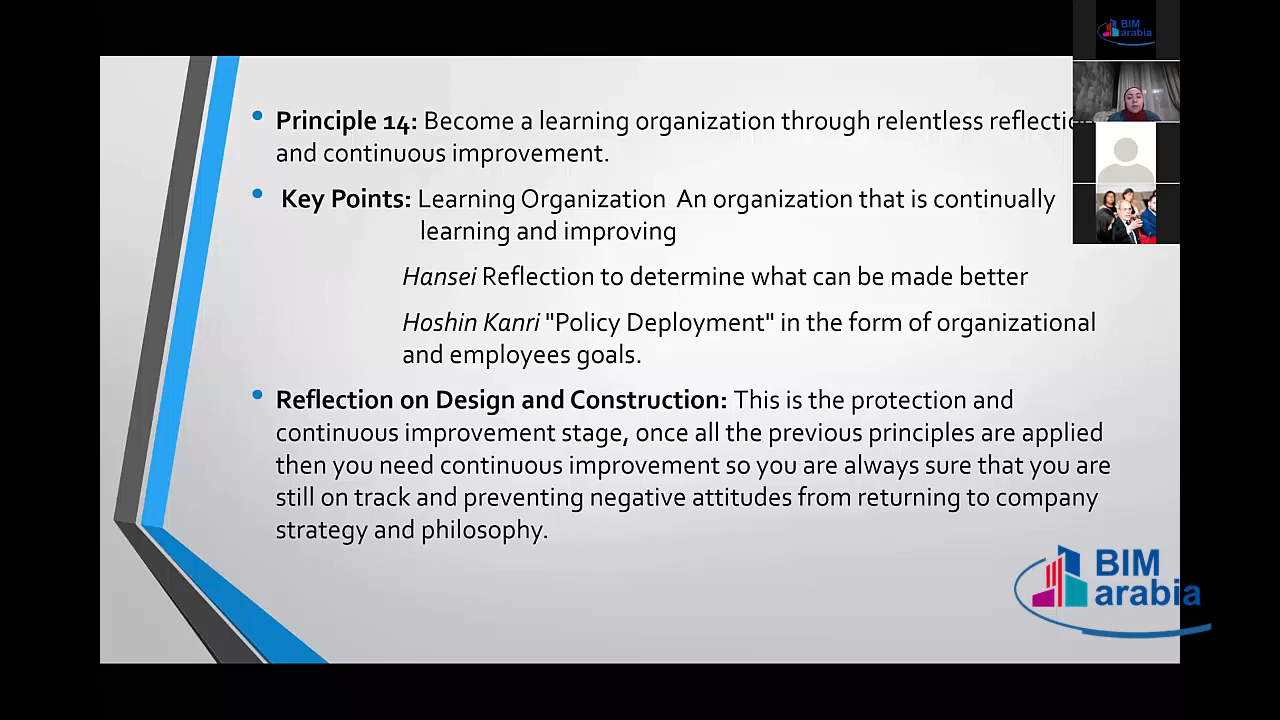 BIM
arabia
• Principle 14: Become a learning organization through relentless reflectio
and continuous improvement.
• Key Points: Learning Organization An organization that is continually
learning and improving
Hansei Reflection to determine what can be made better
Hoshin Kanri "Policy Deployment" in the form of organizational
and employees goals.
• Reflection on Design and Construction: This is the protection and
continuous improvement stage, once all the previous principles are applied
then you need continuous improvement so you are always sure that you are
still on track and preventing negative attitudes from returning to company
strategy and philosophy.
BIM
arabia